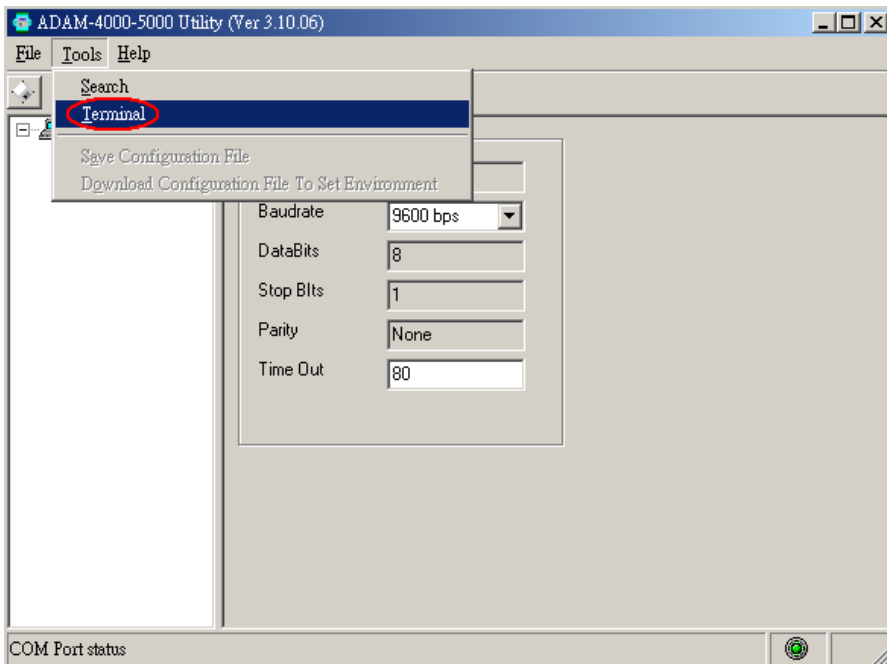 ADAM-4000-5000 Utility (Ver 3.10.06)
File Tools Help
Search
Terminal
Save Configuration File
Download Configuration File To Set Environment
Baudrate 9600 bps
DataBits 8
Stop BIts 1
Parity None
Time Out 80
COM Port status